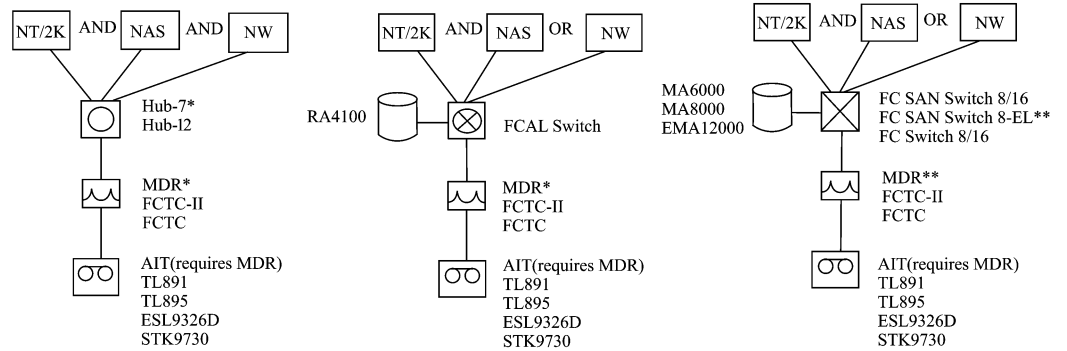 NT/2K AND NAS AND NW
Hub-7*
Hub-12
MDR*
FCTC-II
FCTC
AIT(requires MDR)
TL891
TL895
ESL9326D
STK9730
NT/2K AND NAS OR NW
RA4100
FCAL Switch
MDR*
FCTC-II
FCTC
AIT(requires MDR)
TL891
TL895
ESL9326D
STK9730
NT/2K AND NAS OR NW
MA6000
MA8000
EMA12000
FC SAN Switch 8/16
FC SAN Switch 8-EL**
FC Switch 8/16
MDR**
FCTC-II
FCTC
AIT(requires MDR)
TL891
TL895
ESL9326D
STK9730